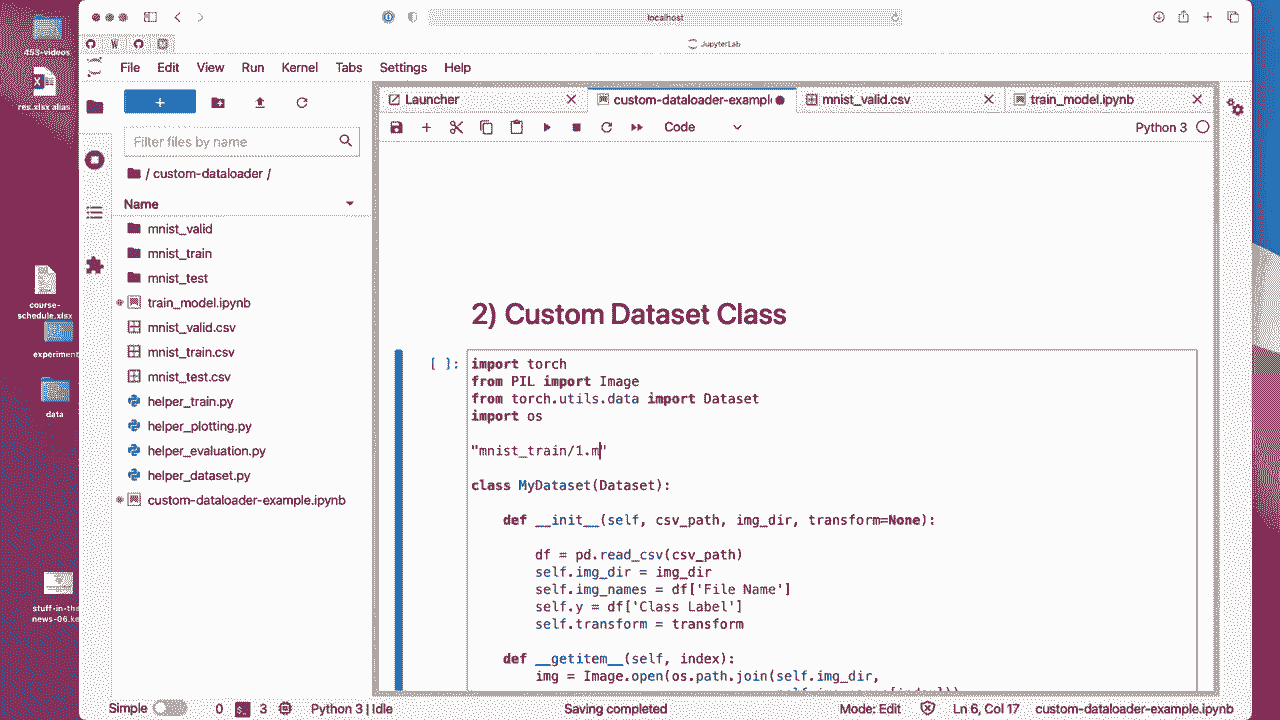 localhost
JupyterLab
File Edit View Run Kernel Tabs Settings Help
Launcher
custom-dataloader-example
mnist_valid.csv
train_model.ipynb
Filter files by name
Code
Python 3
/ custom-dataloader /
Name
mnist_valid
mnist_train
mnist_test
train_model.ipynb
mnist_valid.csv
mnist_train.csv
mnist_test.csv
helper_train.py
helper_plotting.py
helper_evaluation.py
helper_dataset.py
custom-dataloader-example.ipynb
2) Custom Dataset Class
[ ]:
import torch
from PIL import Image
from torch.utils.data import Dataset
import os
"mnist_train/1.m"
class MyDataset(Dataset):
def __init__(self, csv_path, img_dir, transform=None):
df = pd.read_csv(csv_path)
self.img_dir = img_dir
self.img_names = df['File Name']
self.y = df['Class Label']
self.transform = transform
def __getitem__(self, index):
img = Image.open(os.path.join(self.img_dir,
Simple 0 3 Python 3 | Idle Saving completed Mode: Edit Ln 6, Col 17 custom-dataloader-example.ipynb
453-videos
res.xlsx alias
course-
schedule.xlsx
experiment
data
stuff-in-the
news-06.ke